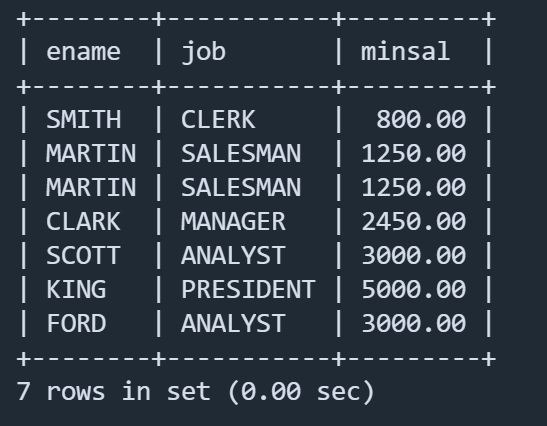 +--------+-----------+---------+
| ename  | job       | minsal  |
+--------+-----------+---------+
| SMITH  | CLERK     |  800.00 |
| MARTIN | SALESMAN  | 1250.00 |
| MARTIN | SALESMAN  | 1250.00 |
| CLARK  | MANAGER   | 2450.00 |
| SCOTT  | ANALYST   | 3000.00 |
| KING   | PRESIDENT | 5000.00 |
| FORD   | ANALYST   | 3000.00 |
+--------+-----------+---------+
7 rows in set (0.00 sec)